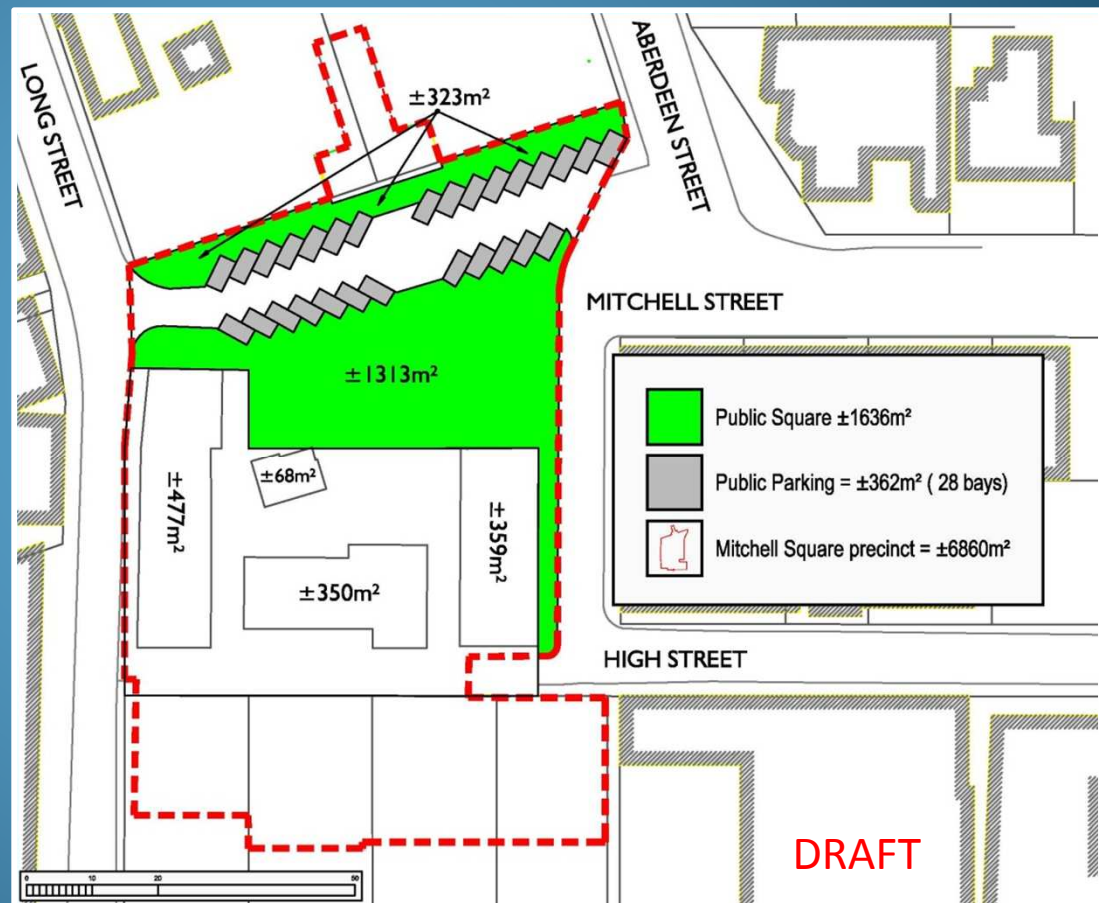 LONG STREET
±323m²
ABERDEEN STREET
MITCHELL STREET
±1313m²
Public Square ±1636m²
Public Parking = ±362m² ( 28 bays)
Mitchell Square precinct = ±6860m²
±68m²
±477m²
±359m²
±350m²
HIGH STREET
DRAFT
0 10 20 50